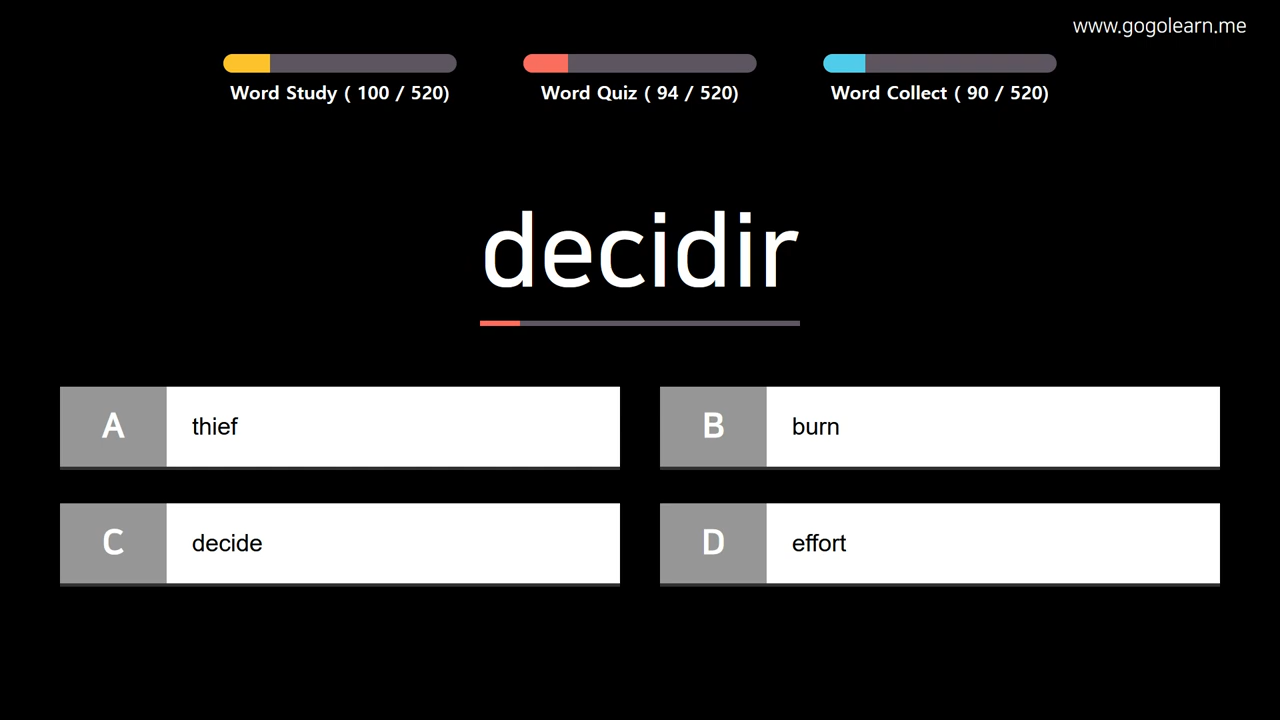 www.gogolearn.me
Word Study ( 100 / 520)
Word Quiz ( 94 / 520)
Word Collect ( 90 / 520)
decidir
A thief
B burn
C decide
D effort